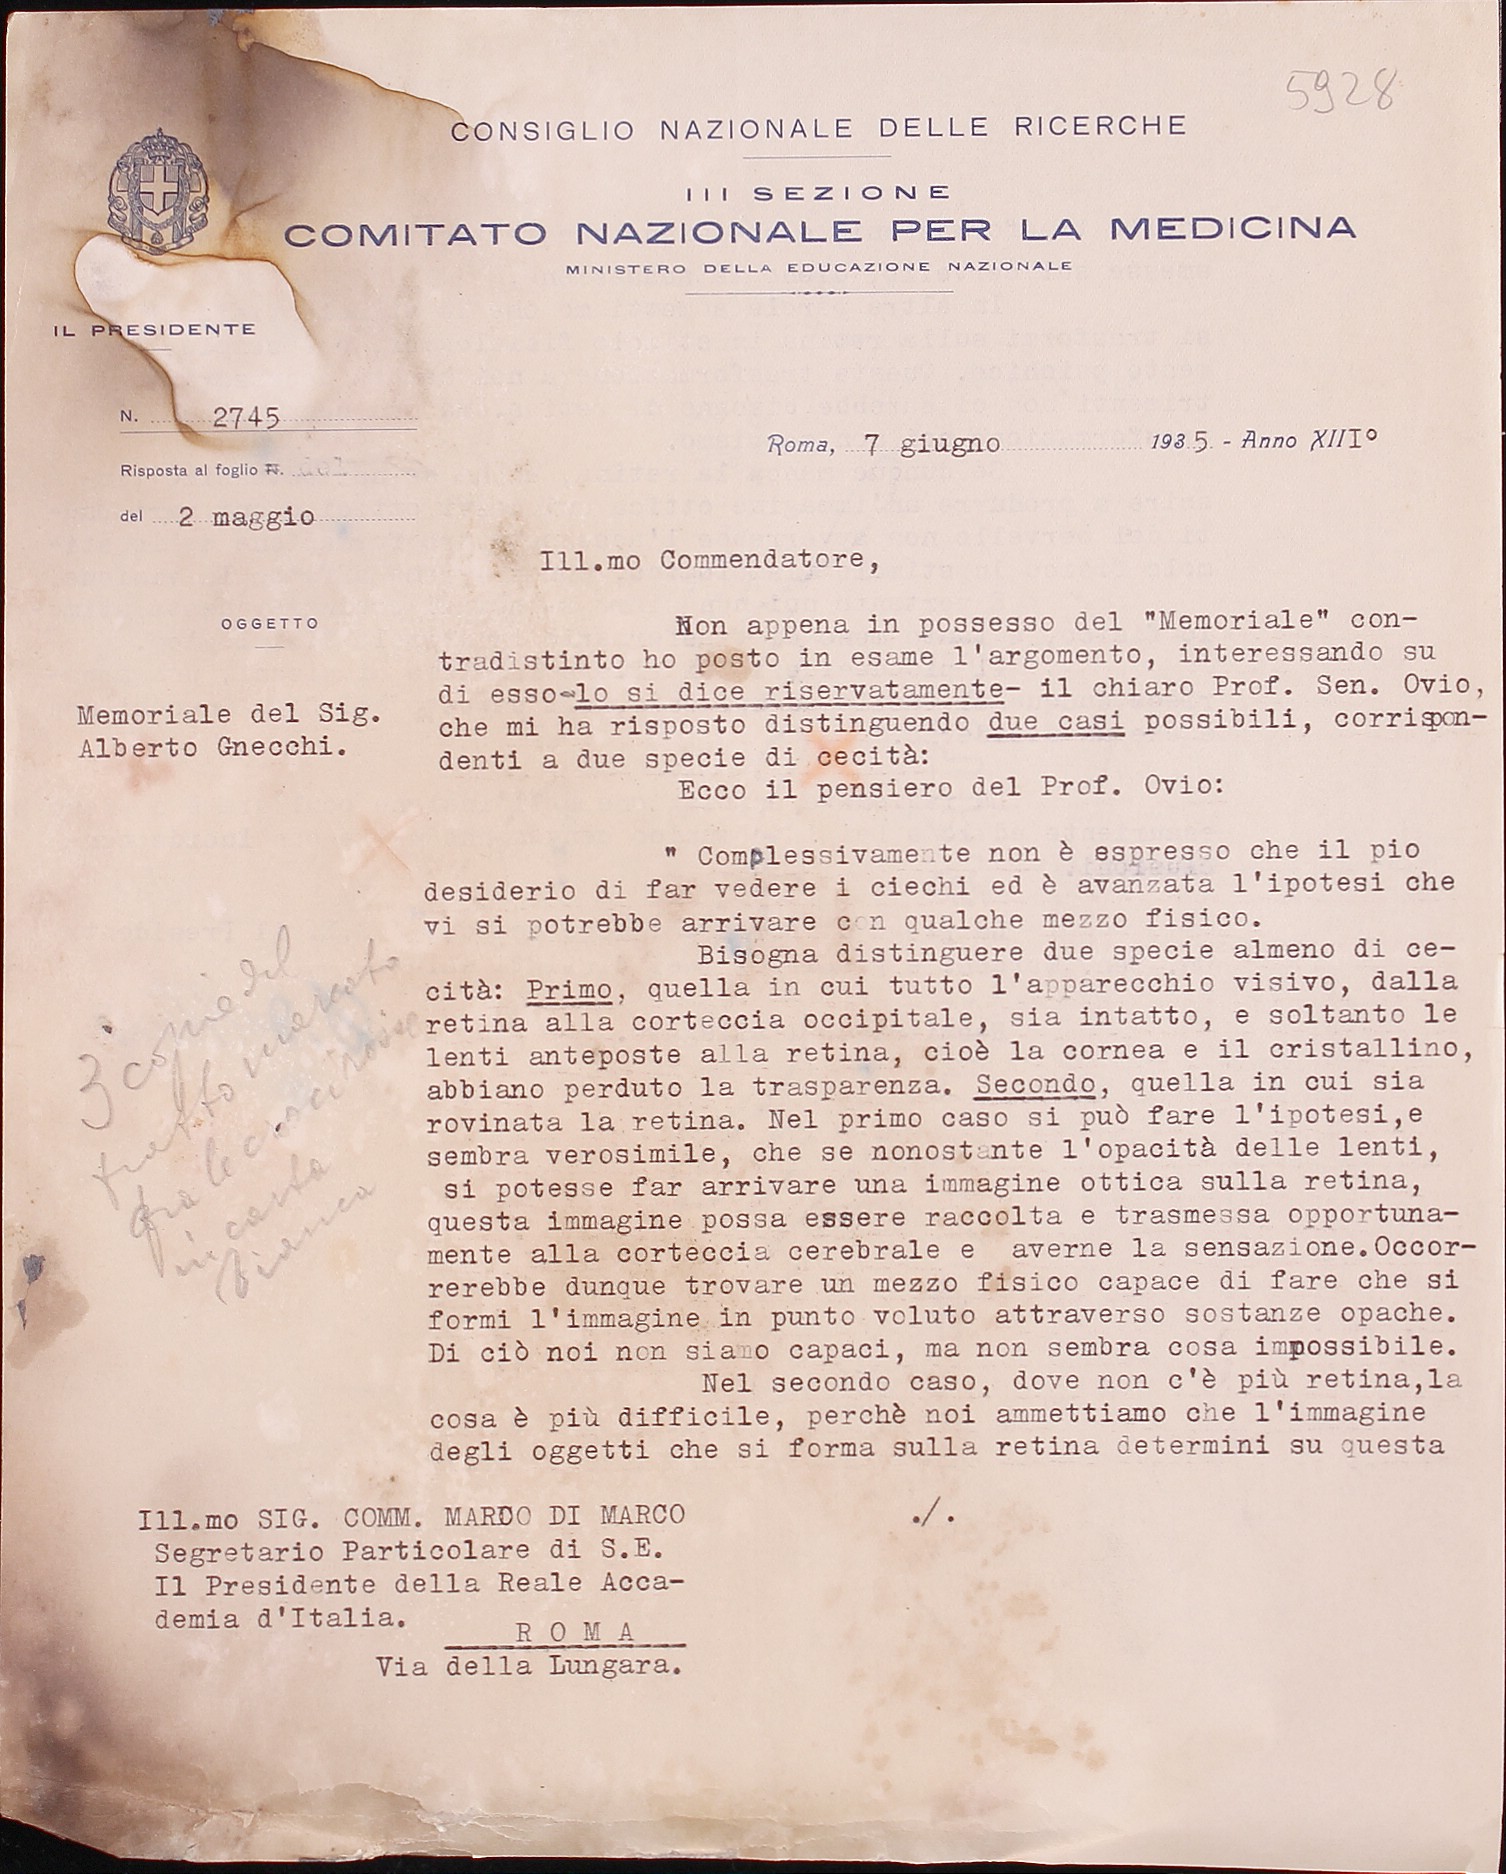 5928
CONSIGLIO NAZIONALE DELLE RICERCHE
III SEZIONE
COMITATO NAZIONALE PER LA MEDICINA
MINISTERO DELLA EDUCAZIONE NAZIONALE
IL PRESIDENTE
N. 2745
Roma, 7 giugno 1935 - Anno XIII°
Risposta al foglio N. del
del 2 maggio
Ill.mo Commendatore,
OGGETTO
Memoriale del Sig.
Alberto Gnecchi.
Non appena in possesso del "Memoriale" con-
tradistinto ho posto in esame l'argomento, interessando su
di esso-lo si dice riservatamente- il chiaro Prof. Sen. Ovio,
che mi ha risposto distinguendo due casi possibili, corrispon-
denti a due specie di cecità:
Ecco il pensiero del Prof. Ovio:
" Complessivamente non è espresso che il pio
desiderio di far vedere i ciechi ed è avanzata l'ipotesi che
vi si potrebbe arrivare con qualche mezzo fisico.
Bisogna distinguere due specie almeno di ce-
cità: Primo, quella in cui tutto l'apparecchio visivo, dalla
retina alla corteccia occipitale, sia intatto, e soltanto le
lenti anteposte alla retina, cioè la cornea e il cristallino,
abbiano perduto la trasparenza. Secondo, quella in cui sia
rovinata la retina. Nel primo caso si può fare l'ipotesi,e
sembra verosimile, che se nonostante l'opacità delle lenti,
si potesse far arrivare una immagine ottica sulla retina,
questa immagine possa essere raccolta e trasmessa opportuna-
mente alla corteccia cerebrale e averne la sensazione.Occor-
rerebbe dunque trovare un mezzo fisico capace di fare che si
formi l'immagine in punto voluto attraverso sostanze opache.
Di ciò noi non siamo capaci, ma non sembra cosa impossibile.
Nel secondo caso, dove non c'è più retina,la
cosa è più difficile, perchè noi ammettiamo che l'immagine
degli oggetti che si forma sulla retina determini su questa
./.
3 copie del
tratto
fra le
in carta
bianca
Ill.mo SIG. COMM. MARDO DI MARCO
Segretario Particolare di S.E.
Il Presidente della Reale Acca-
demia d'Italia.
R O M A
Via della Lungara.